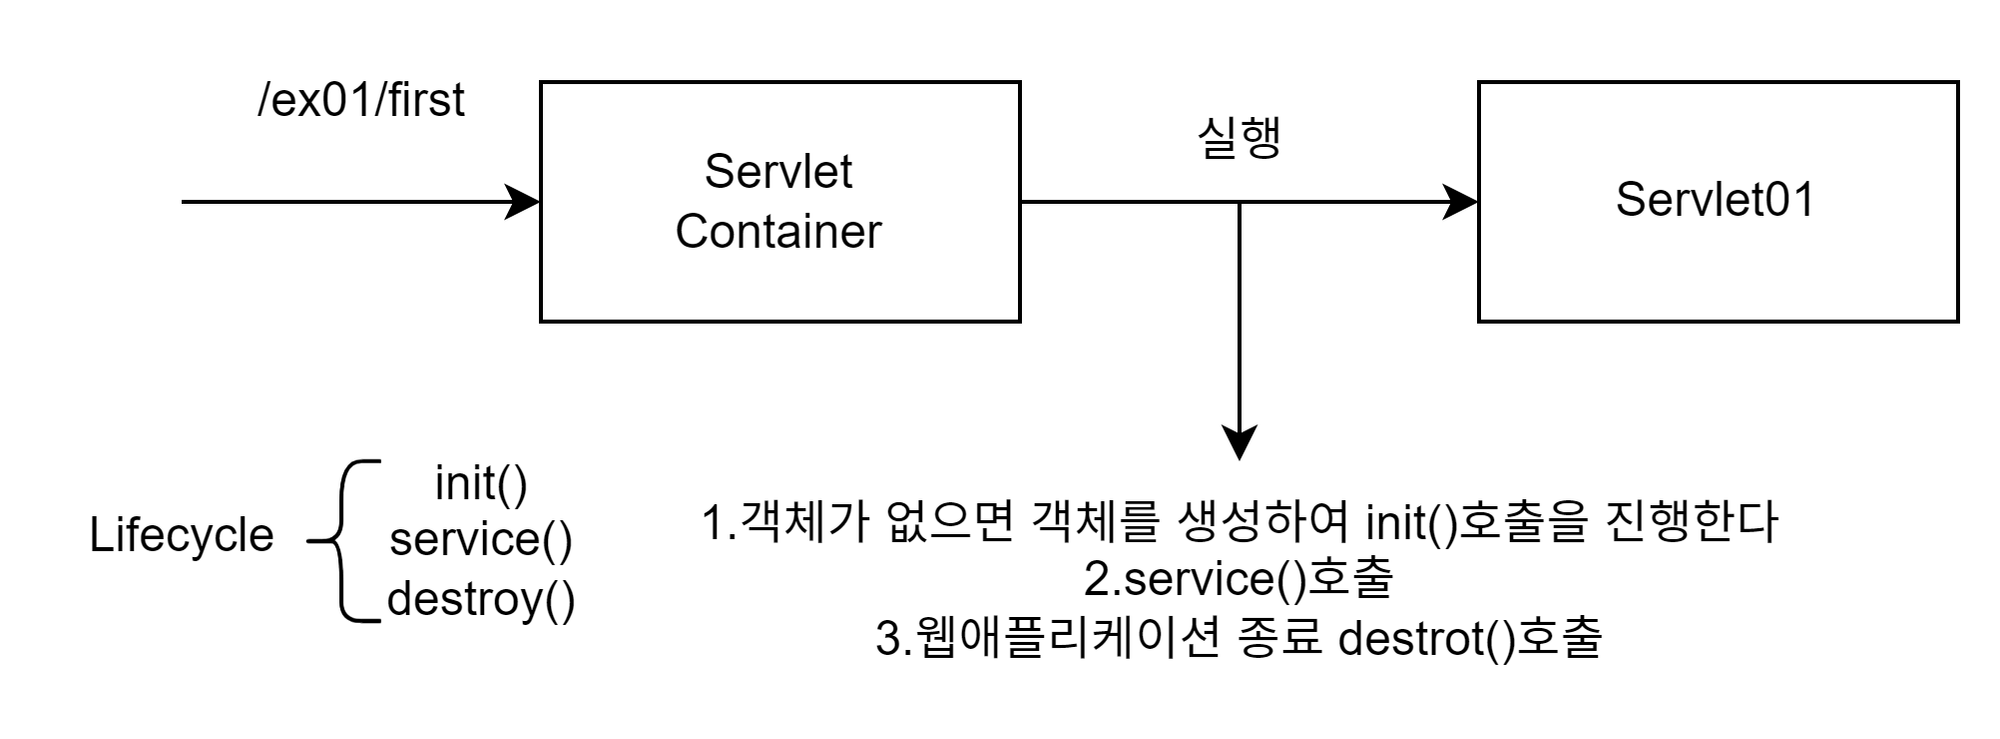 /ex01/first
Servlet
Container
실행
Servlet01
Lifecycle
init()
service()
destroy()
1.객체가 없으면 객체를 생성하여 init()호출을 진행한다
2.service()호출
3.웹애플리케이션 종료 destrot()호출